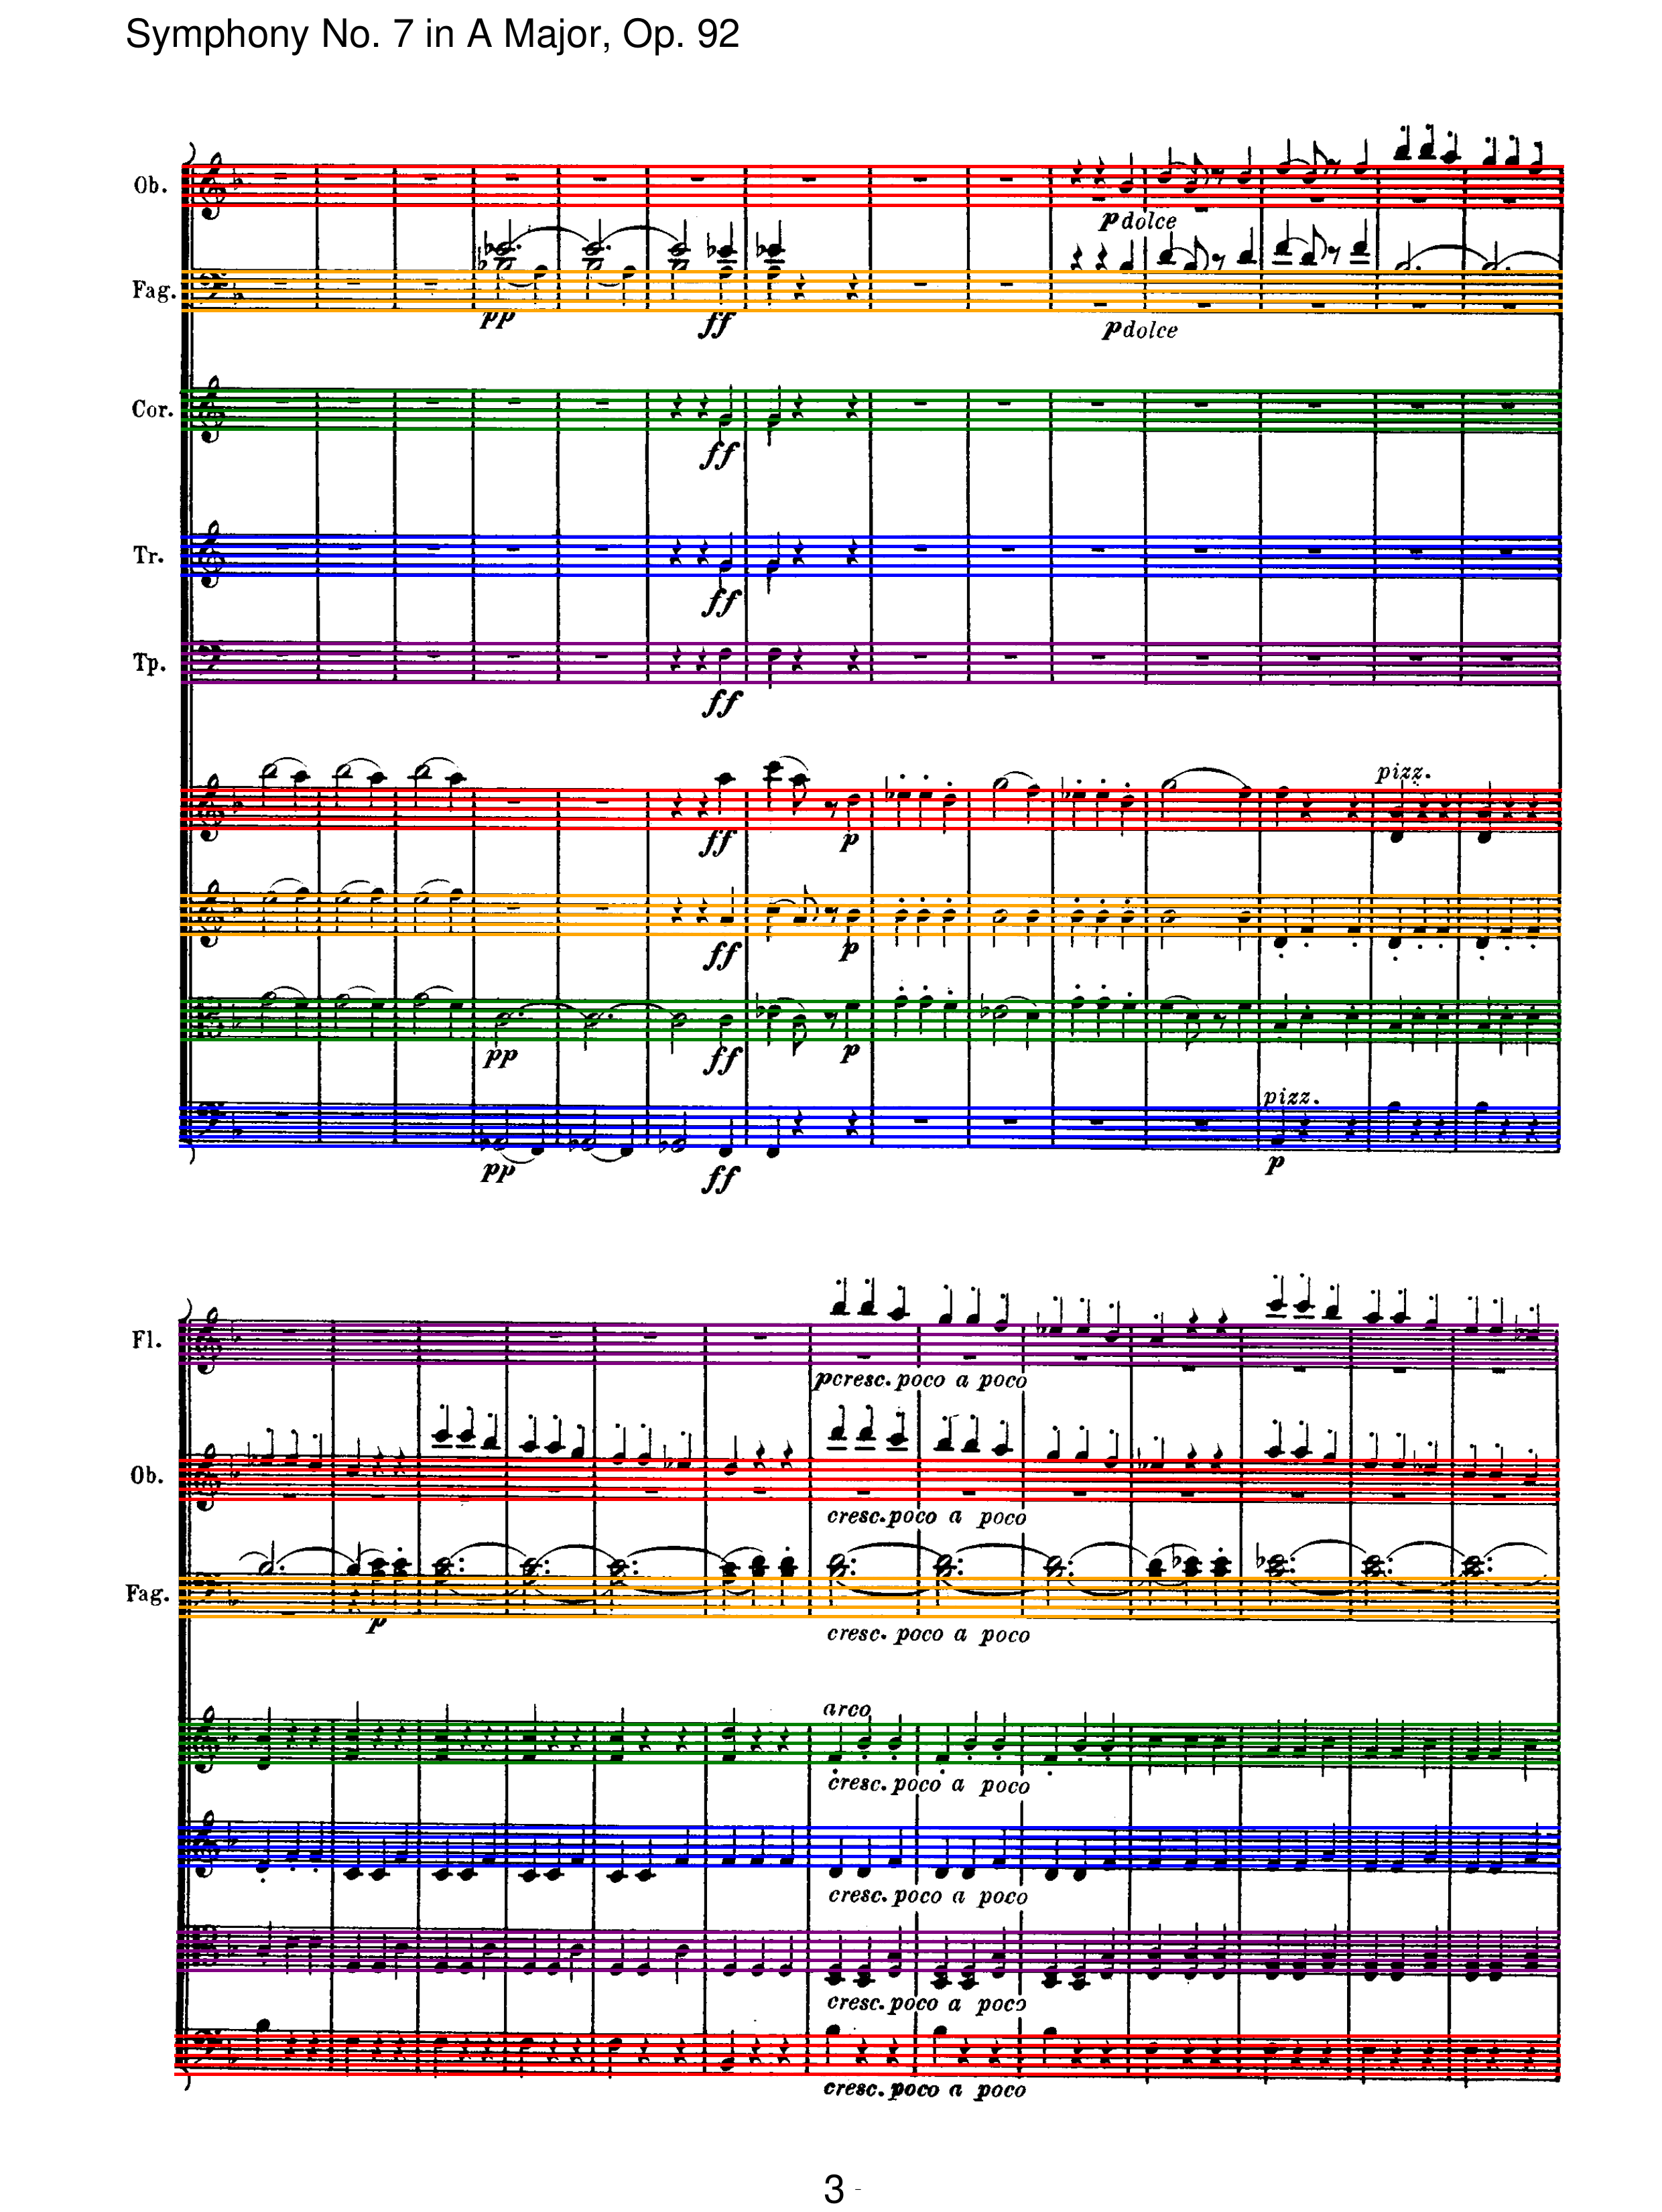 Symphony No. 7 in A Major, Op. 92
Ob.
p dolce
Fag.
pp ff
p dolce
Cor.
ff
Tr.
ff
Tp.
ff
pizz.
ff p
ff p
pp ff p
pizz.
pp ff p
Fl.
p cresc. poco a poco
Ob.
cresc. poco a poco
Fag.
p
cresc. poco a poco
arco
cresc. poco a poco
cresc. poco a poco
cresc. poco a poco
cresc. poco a poco
3